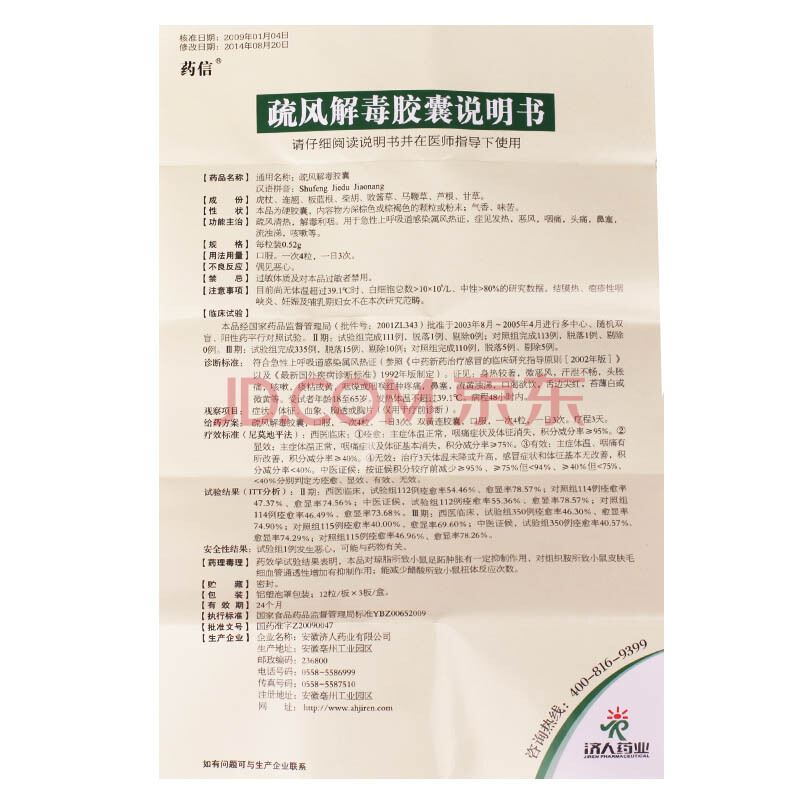 核准日期：2009年01月04日
修改日期：2014年08月20日
药信®
疏风解毒胶囊说明书
请仔细阅读说明书并在医师指导下使用
【药品名称】通用名称：疏风解毒胶囊
汉语拼音：Shufeng Jiedu Jiaonang
【成 份】虎杖、连翘、板蓝根、柴胡、败酱草、马鞭草、芦根、甘草。
【性 状】本品为硬胶囊，内容物为深棕色或棕褐色的颗粒或粉末；气香，味苦。
【功能主治】疏风清热，解毒利咽。用于急性上呼吸道感染属风热证，症见发热，恶风，咽痛，头痛，鼻塞，
流浊涕，咳嗽等。
【规 格】每粒装0.52g
【用法用量】口服。一次4粒，一日3次。
【不良反应】偶见恶心。
【禁 忌】过敏体质及对本品过敏者禁用。
【注意事项】目前尚无体温超过39.1℃时、白细胞总数>10×10⁹/L、中性>80%的研究数据，结膜热、疱疹性咽
峡炎、妊娠及哺乳期妇女不在本次研究范畴。
【临床试验】
本品经国家药品监督管理局（批件号：2001ZL343）批准于2003年8月～2005年4月进行多中心、随机双
盲、阳性药平行对照试验。Ⅱ期：试验组完成111例，脱落1例、剔除0例；对照组完成113例，脱落1例、剔除
0例。Ⅲ期：试验组完成335例，脱落15例、剔除10例；对照组完成110例，脱落5例、剔除5例。
诊断标准：符合急性上呼吸道感染属风热证（参照《中药新药治疗感冒的临床研究指导原则［2002年版］》
以及《最新国外疾病诊断标准》1992年版制定）。证见：身热较著，微恶风，汗泄不畅，头胀
痛，咳嗽，痰粘或黄，咽燥或咽喉红肿疼痛，鼻塞，流黄浊涕，口渴欲饮，舌边尖红，苔薄白或
微黄等。受试者年龄18至65岁，发热体温不超过39.1℃，病程48小时内。
观察项目：症状、体征、血象、胸透或胸片（仅用于前诊断）
给药方案：疏风解毒胶囊，口服，一次4粒，一日3次。双黄连胶囊，口服，一次4粒，一日3次。疗程3天。
疗效标准（尼莫地平法）：西医临床：①痊愈：主症体温正常，咽痛症状及体征消失，积分减少率≥95%。②
显效：主症体温正常，咽痛症状及体征基本消失，积分减少率≥75%。③有效：主症体温、咽痛有
所改善，积分减少率≥40%。④无效：治疗3天体温未降或升高，感冒症状和体征基本无改善，积
分减分率<40%。中医证候：按证候积分较疗前减少≥95%、≥75%但<94%、≥40%但<75%、
<40%分别判定为痊愈、显效、有效、无效。
试验结果（ITT分析）：Ⅱ期：西医临床，试验组112例痊愈率54.46%、愈显率78.57%；对照组114例痊愈率
47.37%、愈显率74.56%；中医证候，试验组112例痊愈率55.36%、愈显率78.57%；对照组
114例痊愈率46.49%、愈显率73.68%。Ⅲ期：西医临床，试验组350例痊愈率46.30%、愈显率
74.90%；对照组115例痊愈率40.00%、愈显率69.60%；中医证候，试验组350例痊愈率40.57%、
愈显率74.29%；对照组115例痊愈率46.96%、愈显率78.26%。
安全性结果：试验组1例发生恶心，可能与药物有关。
【药理毒理】药效学试验结果表明，本品对琼脂所致小鼠足跖肿胀有一定抑制作用，对组织胺所致小鼠皮肤毛
细血管通透性增加有抑制作用；能减少醋酸所致小鼠扭体反应次数。
【贮 藏】密封。
【包 装】铝塑泡罩包装；12粒/板×3板/盒。
【有 效 期】24个月
【执行标准】国家食品药品监督管理局标准YBZ00652009
【批准文号】国药准字Z20090047
【生产企业】企业名称：安徽济人药业有限公司
生产地址：安徽亳州工业园区
邮政编码：236800
电话号码：0558-5586999
传真号码：0558-5587510
注册地址：安徽亳州工业园区
网 址：http://www.ahjiren.com
如有问题可与生产企业联系
咨询热线：400-816-9399
济人药业
JIREN PHARMACEUTICAL
JD.COM 京东